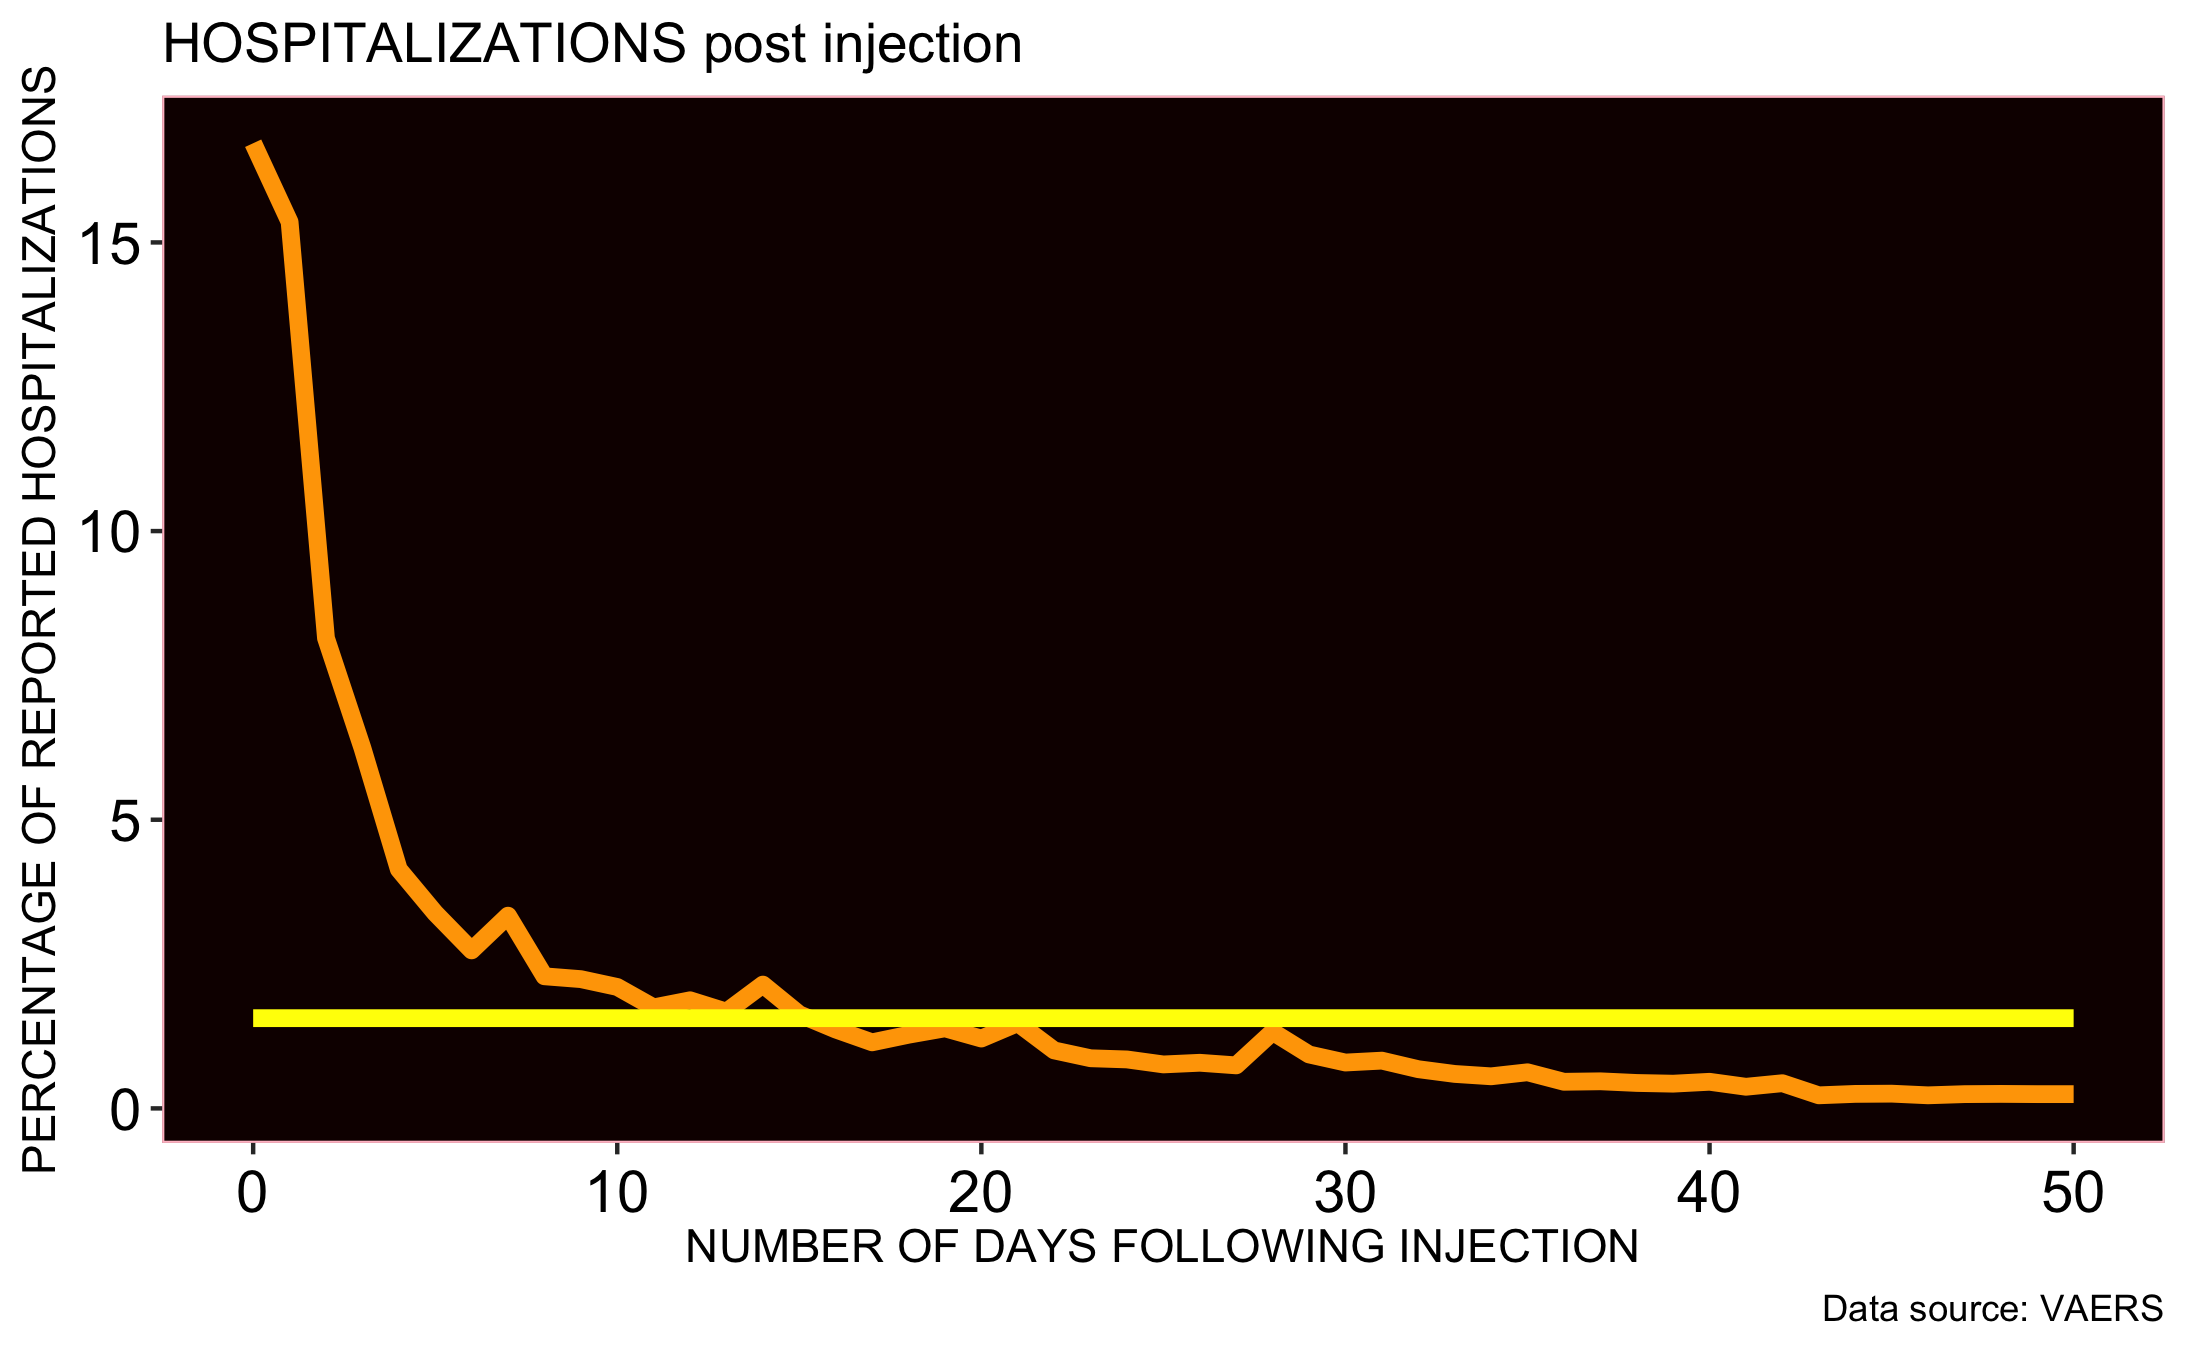 HOSPITALIZATIONS post injection
PERCENTAGE OF REPORTED HOSPITALIZATIONS
15
10
5
0
0 10 20 30 40 50
NUMBER OF DAYS FOLLOWING INJECTION
Data source: VAERS